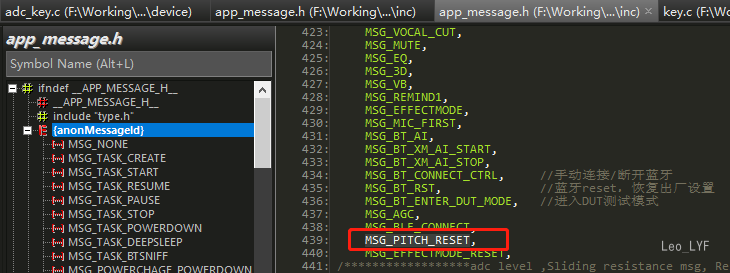 adc_key.c (F:\Working\...\device)
app_message.h (F:\Working\...\inc)
app_message.h (F:\Working\...\inc) ×
key.c (F:\Working\...
app_message.h
Symbol Name (Alt+L)
ifndef __APP_MESSAGE_H__
__APP_MESSAGE_H__
include "type.h"
{anonMessageId}
MSG_NONE
MSG_TASK_CREATE
MSG_TASK_START
MSG_TASK_RESUME
MSG_TASK_PAUSE
MSG_TASK_STOP
MSG_TASK_POWERDOWN
MSG_TASK_DEEPSLEEP
MSG_TASK_BTSNIFF
423: MSG_VOCAL_CUT,
424: MSG_MUTE,
425: MSG_EQ,
426: MSG_3D,
427: MSG_VB,
428: MSG_REMIND1,
429: MSG_EFFECTMODE,
430: MSG_MIC_FIRST,
431: MSG_BT_AI,
432: MSG_BT_XM_AI_START,
433: MSG_BT_XM_AI_STOP,
434: MSG_BT_CONNECT_CTRL, //手动连接/断开蓝牙
435: MSG_BT_RST, //蓝牙reset, 恢复出厂设置
436: MSG_BT_ENTER_DUT_MODE, //进入DUT测试模式
437: MSG_AGC,
438: MSG_BLE_CONNECT,
439: MSG_PITCH_RESET,
440: MSG_EFFECTMODE_RESET,
441: /******************adc level ,Sliding resistance msg, Re
Leo_LYF